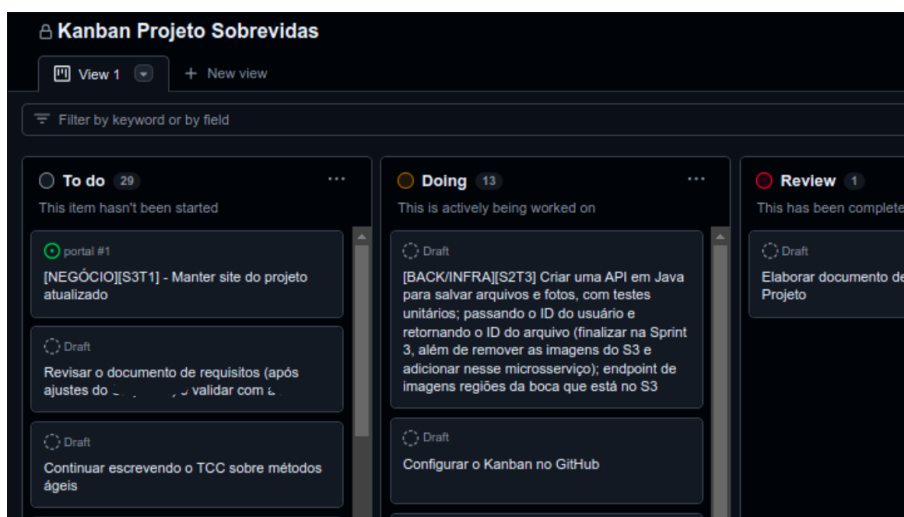 Kanban Projeto Sobrevidas
View 1
New view
Filter by keyword or by field
To do 29
This item hasn't been started
portal #1
[NEGÓCIO][S3T1] - Manter site do projeto
atualizado
Draft
Revisar o documento de requisitos (após
ajustes do validar com
Draft
Continuar escrevendo o TCC sobre métodos
ágeis
Doing 13
This is actively being worked on
Draft
[BACK/INFRA][S2T3] Criar uma API em Java
para salvar arquivos e fotos, com testes
unitários; passando o ID do usuário e
retornando o ID do arquivo (finalizar na Sprint
3, além de remover as imagens do S3 e
adicionar nesse microsserviço); endpoint de
imagens regiões da boca que está no S3
Draft
Configurar o Kanban no GitHub
Review 1
This has been complete
Draft
Elaborar documento de
Projeto